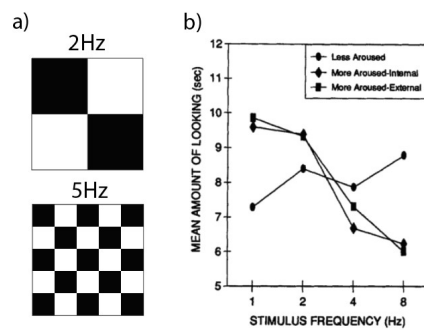 a)
2Hz
5Hz
b)
MEAN AMOUNT OF LOOKING (sec)
12
11
10
9
8
7
6
5
Less Aroused
More Aroused-Internal
More Aroused-External
1 2 4 8
STIMULUS FREQUENCY (Hz)